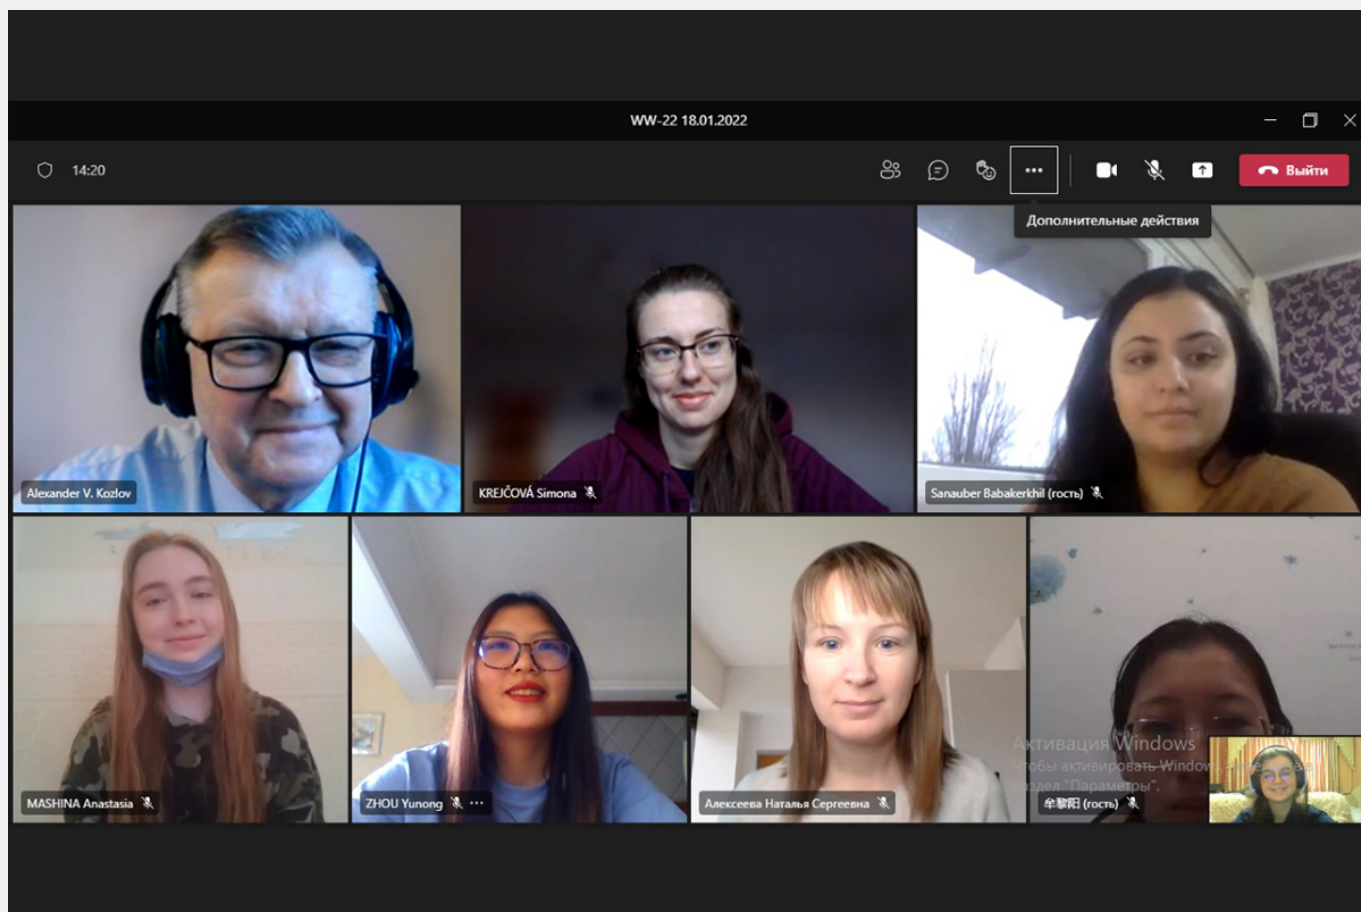 WW-22 18.01.2022
14:20
Выйти
Дополнительные действия
Alexander V. Kozlov
KREJČOVÁ Simona
Sanauber Babakerkhil (гость)
MASHINA Anastasia
ZHOU Yunong
Алексеева Наталья Сергеевна
牟黎阳 (гость)
Активация Windows
Чтобы активировать Windows
раздел "Параметры".